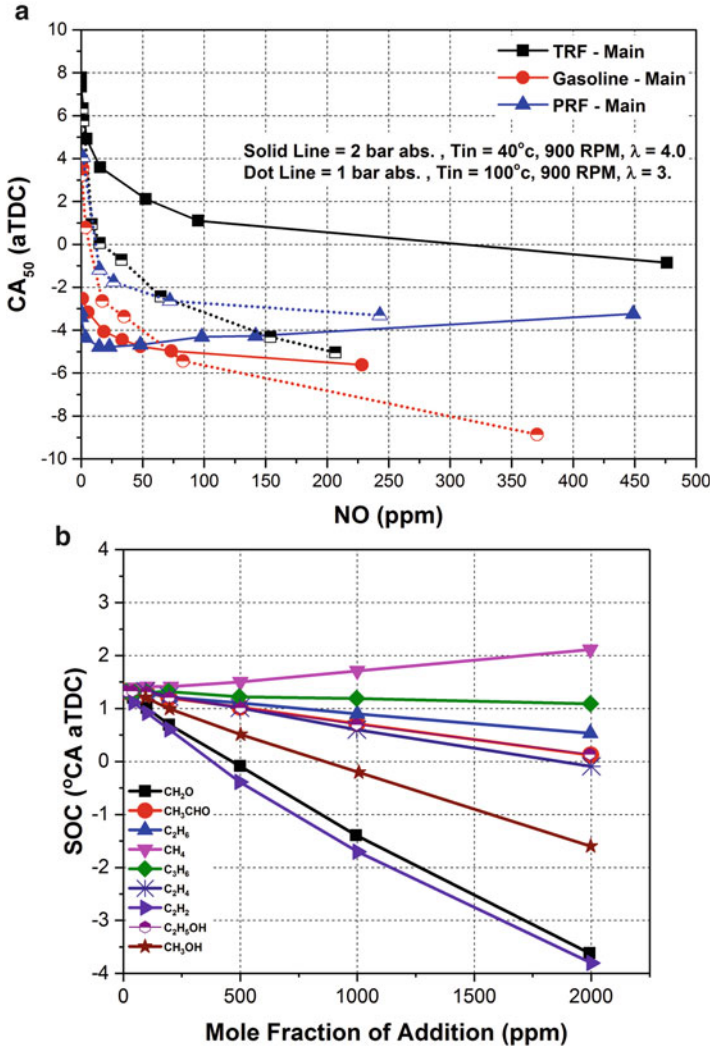 a
10
8
6
4
2
0
-2
-4
-6
-8
-10
CA50 (aTDC)
TRF - Main
Gasoline - Main
PRF - Main
Solid Line = 2 bar abs. , Tin = 40°c, 900 RPM, λ = 4.0
Dot Line = 1 bar abs. , Tin = 100°c, 900 RPM, λ = 3.
0 50 100 150 200 250 300 350 400 450 500
NO (ppm)
b
4
3
2
1
0
-1
-2
-3
-4
SOC (ºCA aTDC)
CH2O
CH3CHO
C2H6
CH4
C3H6
C2H4
C2H2
C2H5OH
CH3OH
0 500 1000 1500 2000
Mole Fraction of Addition (ppm)